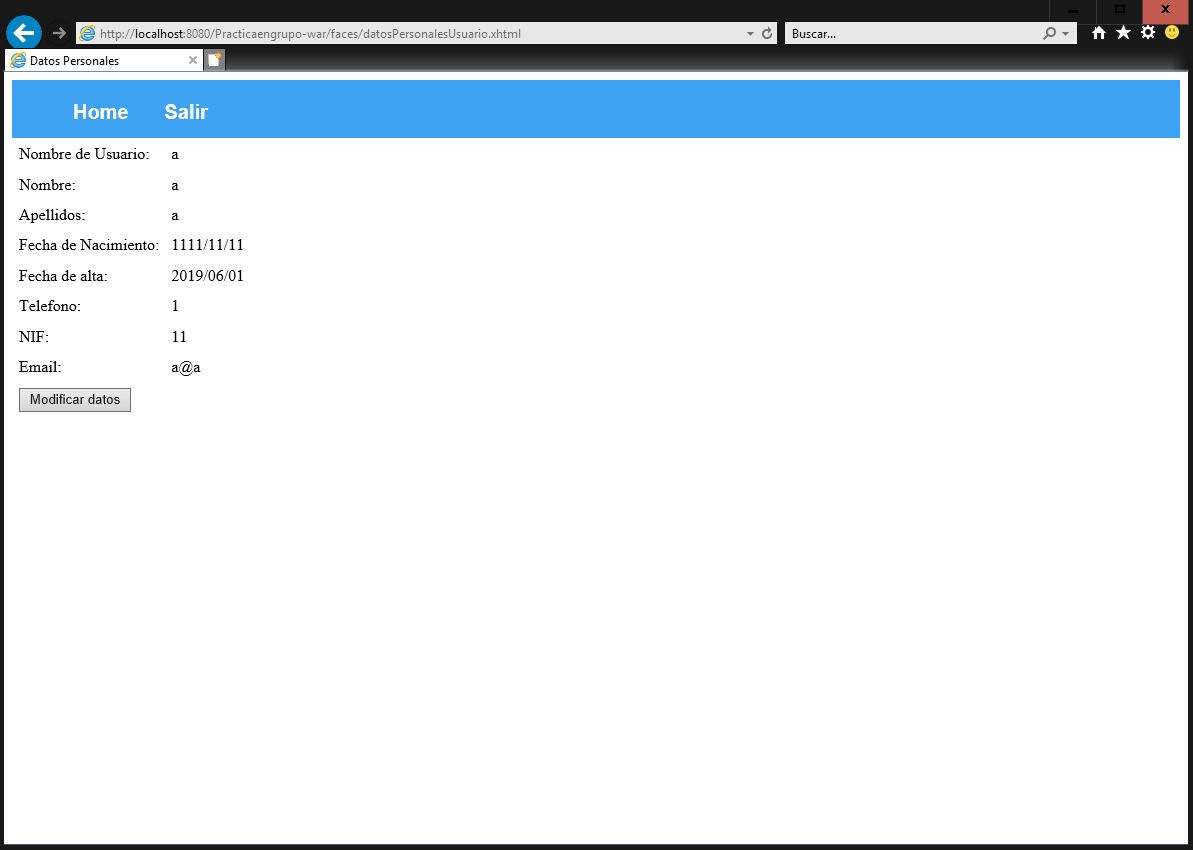 http://localhost:8080/Practicaengrupo-war/faces/datosPersonalesUsuario.xhtml Buscar...
Datos Personales
Home Salir
Nombre de Usuario: a
Nombre: a
Apellidos: a
Fecha de Nacimiento: 1111/11/11
Fecha de alta: 2019/06/01
Telefono: 1
NIF: 11
Email: a@a
Modificar datos